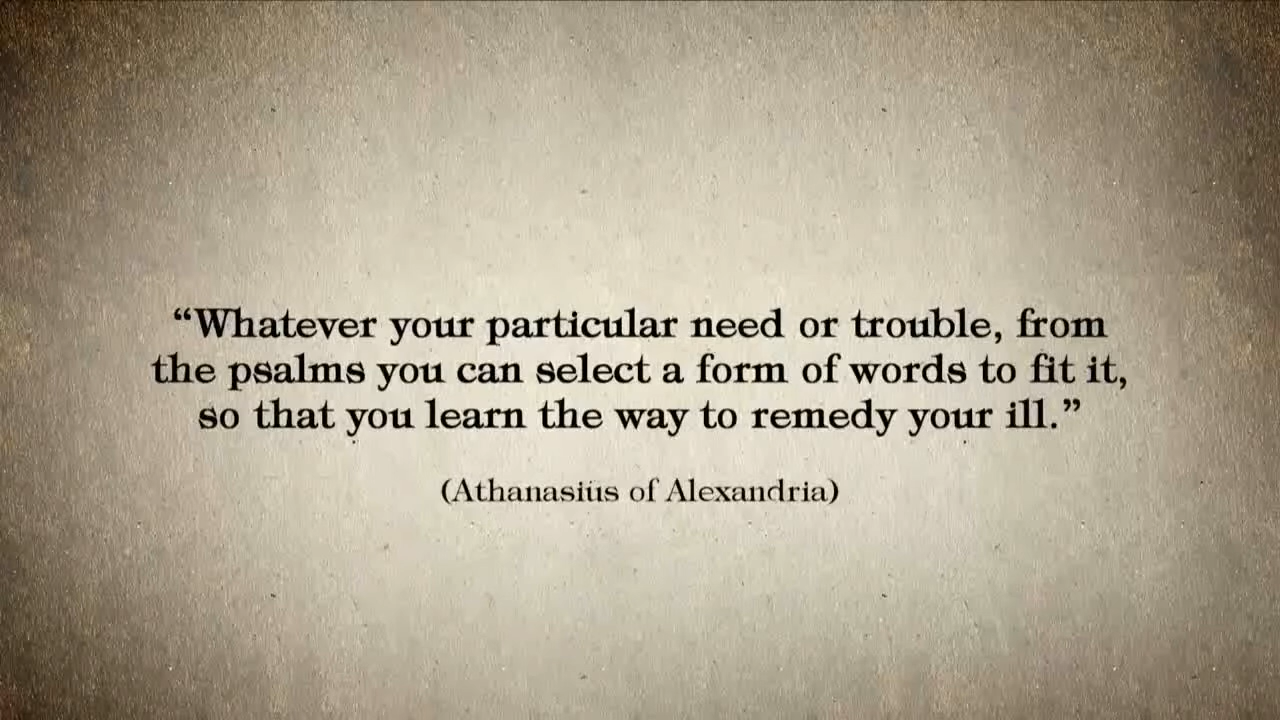 “Whatever your particular need or trouble, from
the psalms you can select a form of words to fit it,
so that you learn the way to remedy your ill.”
(Athanasius of Alexandria)